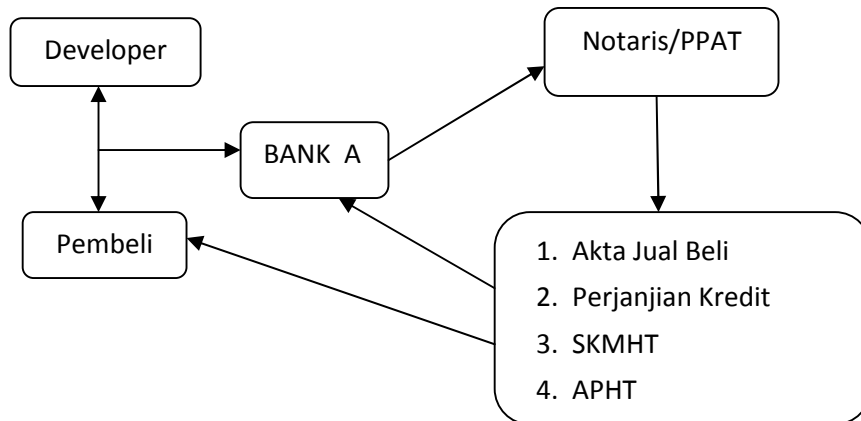 Developer
Notaris/PPAT
BANK A
Pembeli
1. Akta Jual Beli
2. Perjanjian Kredit
3. SKMHT
4. APHT